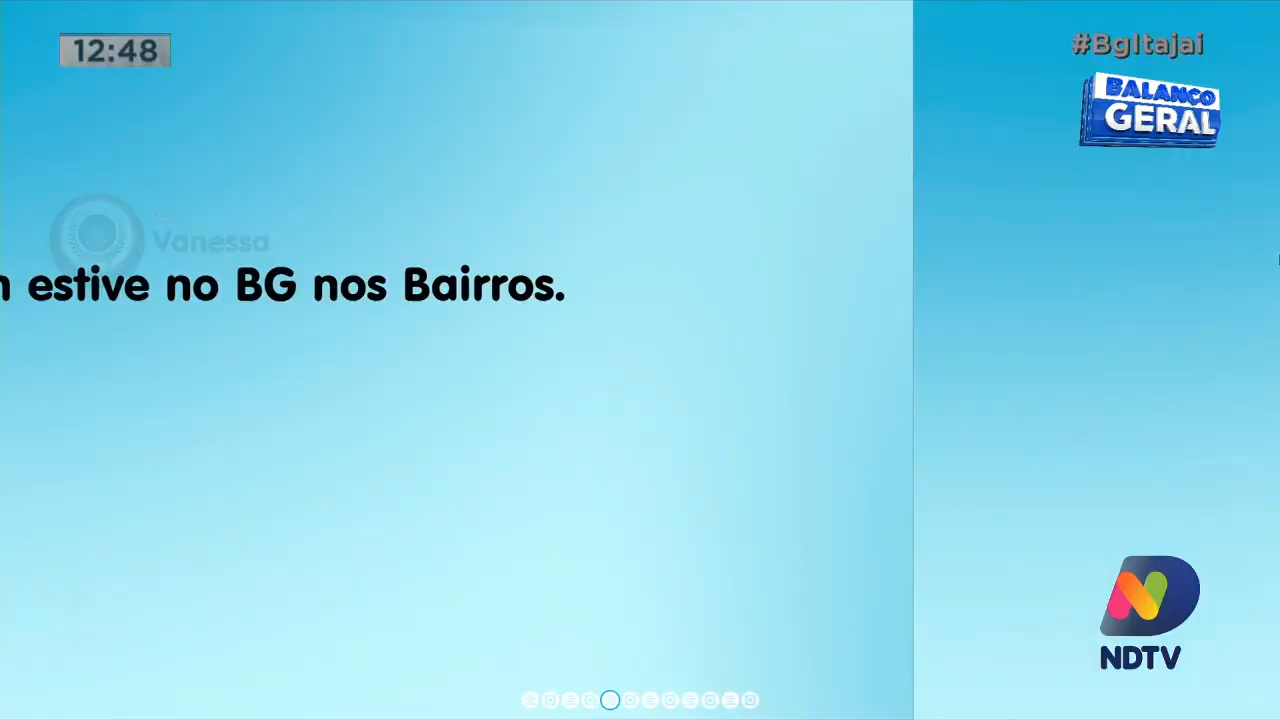 12:48
#BgItajai
BALANÇO
GERAL
Vanessa
estive no BG nos Bairros.
NDTV